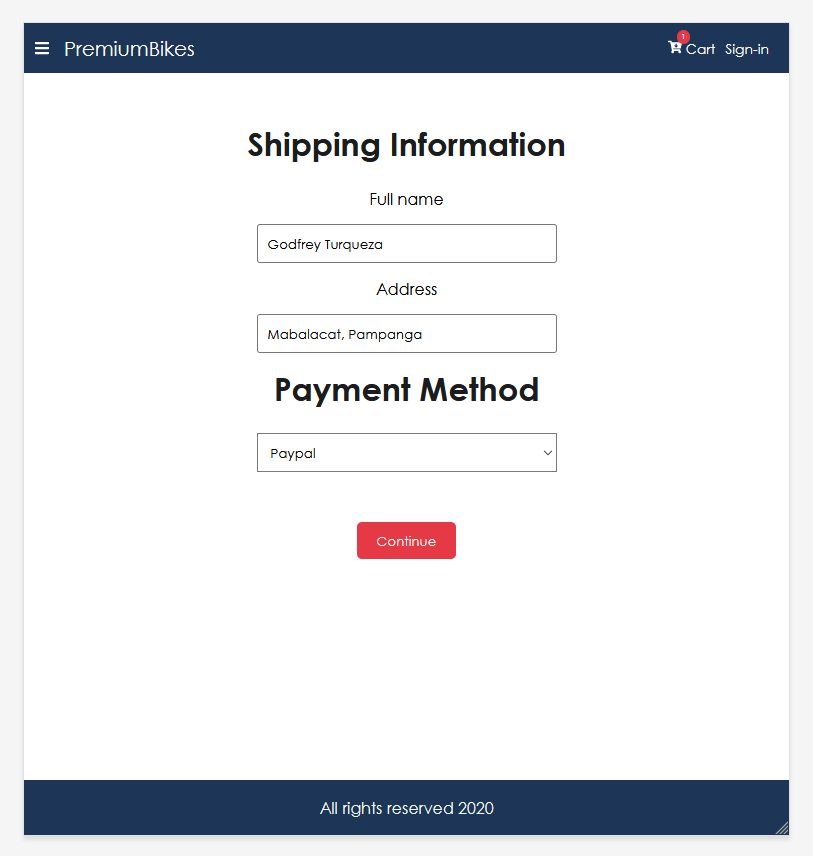 PremiumBikes
1
Cart Sign-in
Shipping Information
Full name
Godfrey Turqueza
Address
Mabalacat, Pampanga
Payment Method
Paypal
Continue
All rights reserved 2020